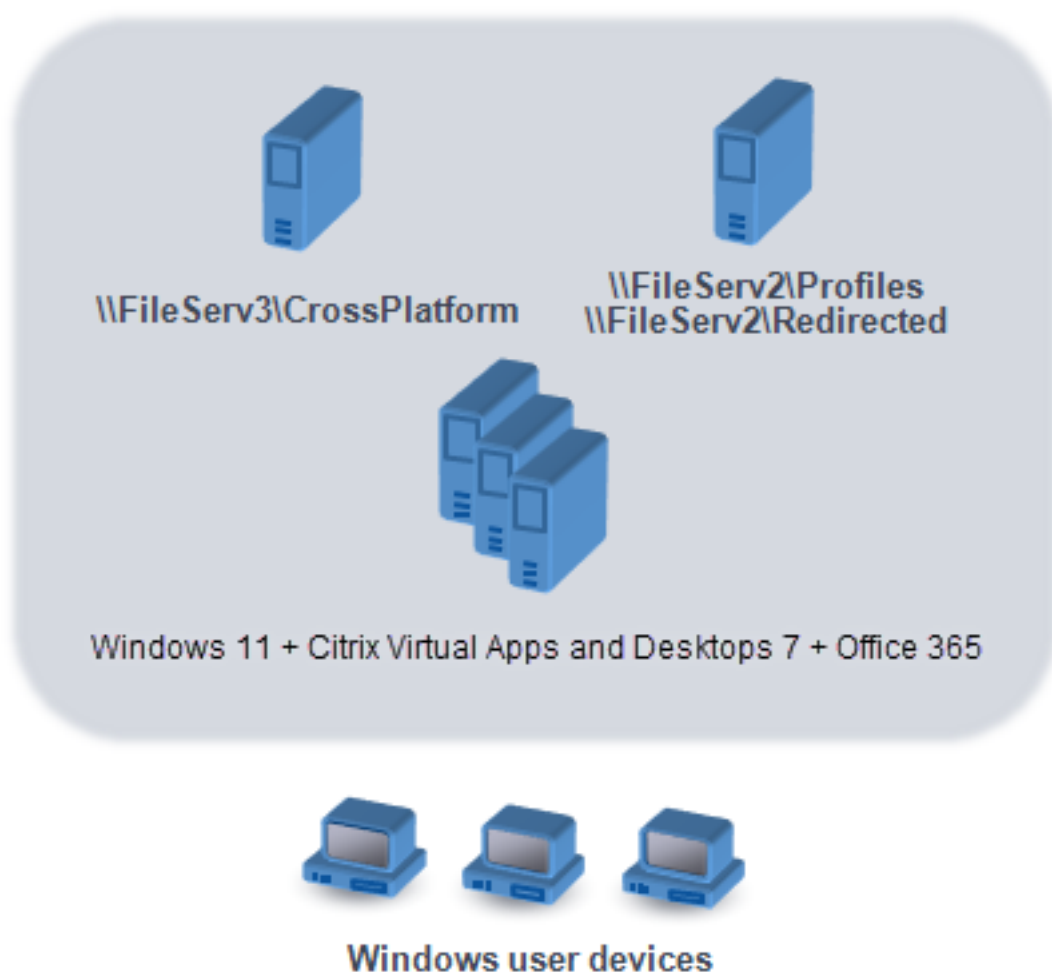 \\FileServ3\CrossPlatform
\\FileServ2\Profiles
\\FileServ2\Redirected
Windows 11 + Citrix Virtual Apps and Desktops 7 + Office 365
Windows user devices